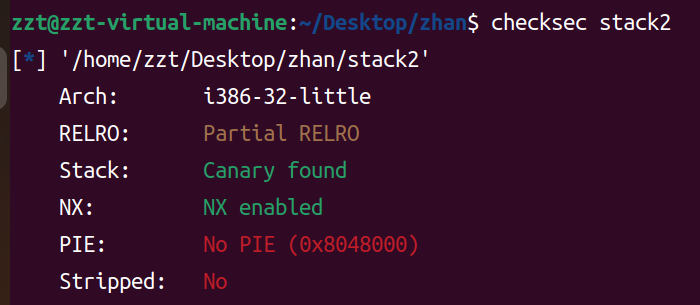 zzt@zzt-virtual-machine:~/Desktop/zhan$ checksec stack2
[*] '/home/zzt/Desktop/zhan/stack2'
Arch: i386-32-little
RELRO: Partial RELRO
Stack: Canary found
NX: NX enabled
PIE: No PIE (0x8048000)
Stripped: No